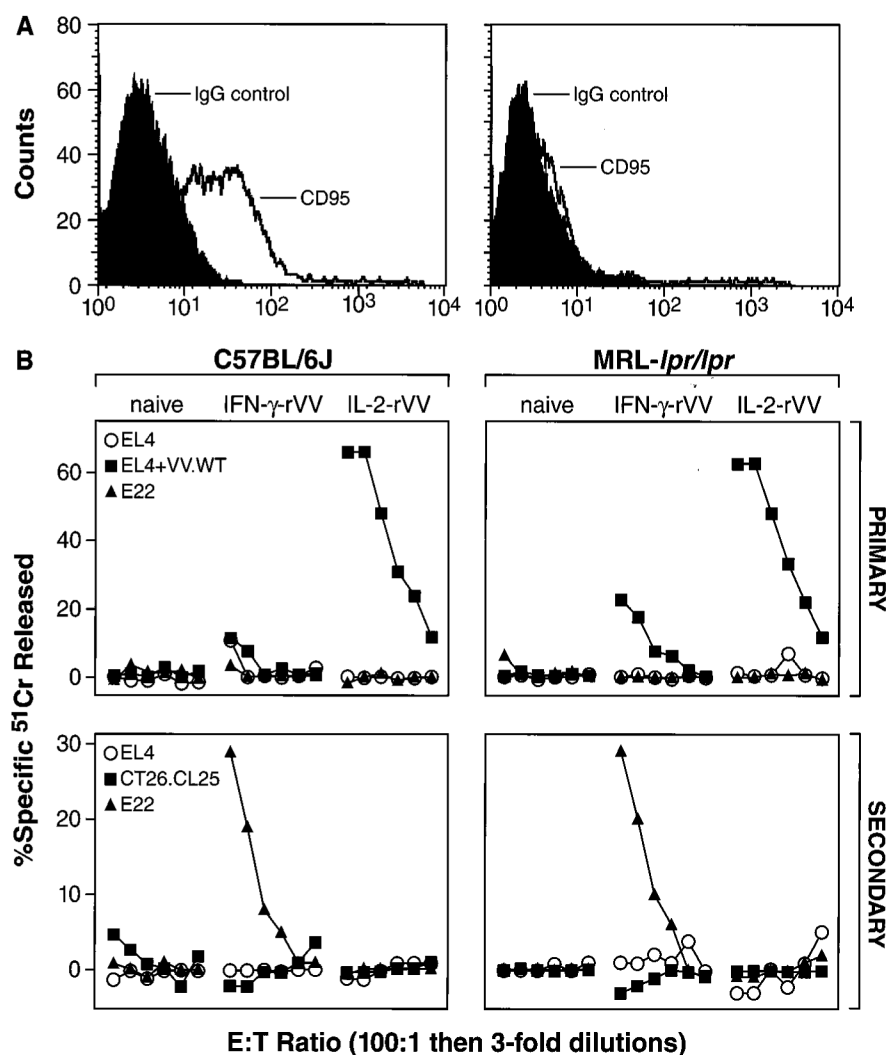 A
80
60
40
20
0
Counts
IgG control
CD95
10⁰ 10¹ 10² 10³ 10⁴
IgG control
CD95
10⁰ 10¹ 10² 10³ 10⁴
B
C57BL/6J
MRL-lpr/lpr
naive IFN-γ-rVV IL-2-rVV
naive IFN-γ-rVV IL-2-rVV
EL4
EL4+VV.WT
E22
60
40
20
0
PRIMARY
%Specific ⁵¹Cr Released
EL4
CT26.CL25
E22
30
20
10
0
SECONDARY
E:T Ratio (100:1 then 3-fold dilutions)